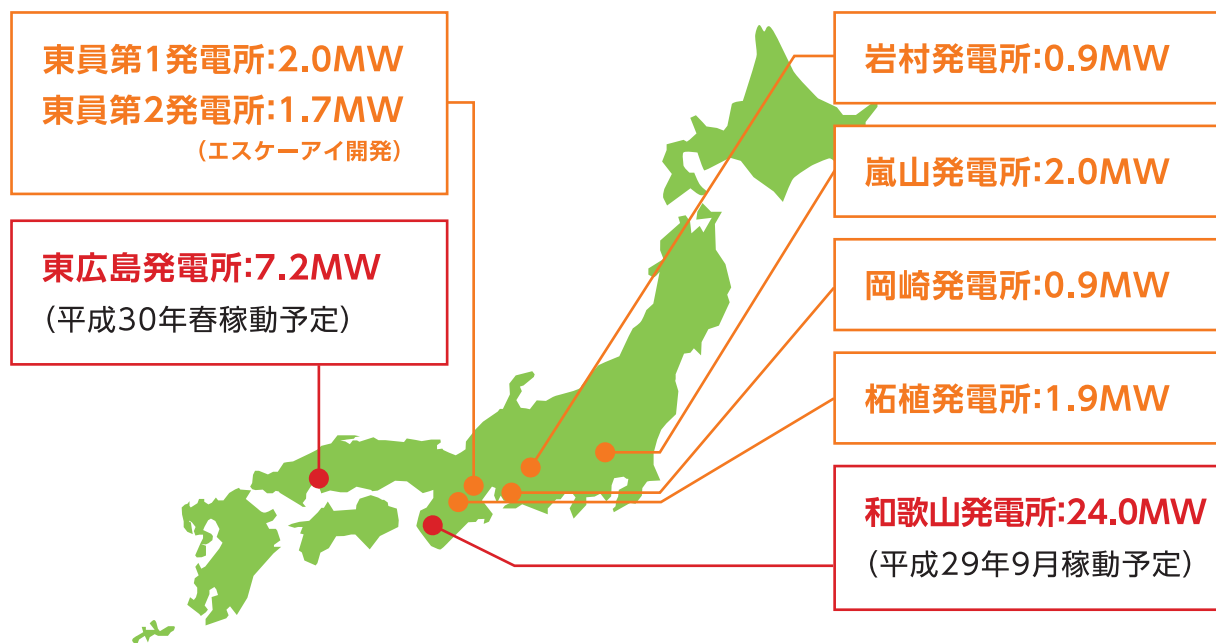 東員第1発電所:2.0MW
東員第2発電所:1.7MW
(エスケーアイ開発)
東広島発電所:7.2MW
(平成30年春稼動予定)
岩村発電所:0.9MW
嵐山発電所:2.0MW
岡崎発電所:0.9MW
柘植発電所:1.9MW
和歌山発電所:24.0MW
(平成29年9月稼動予定)